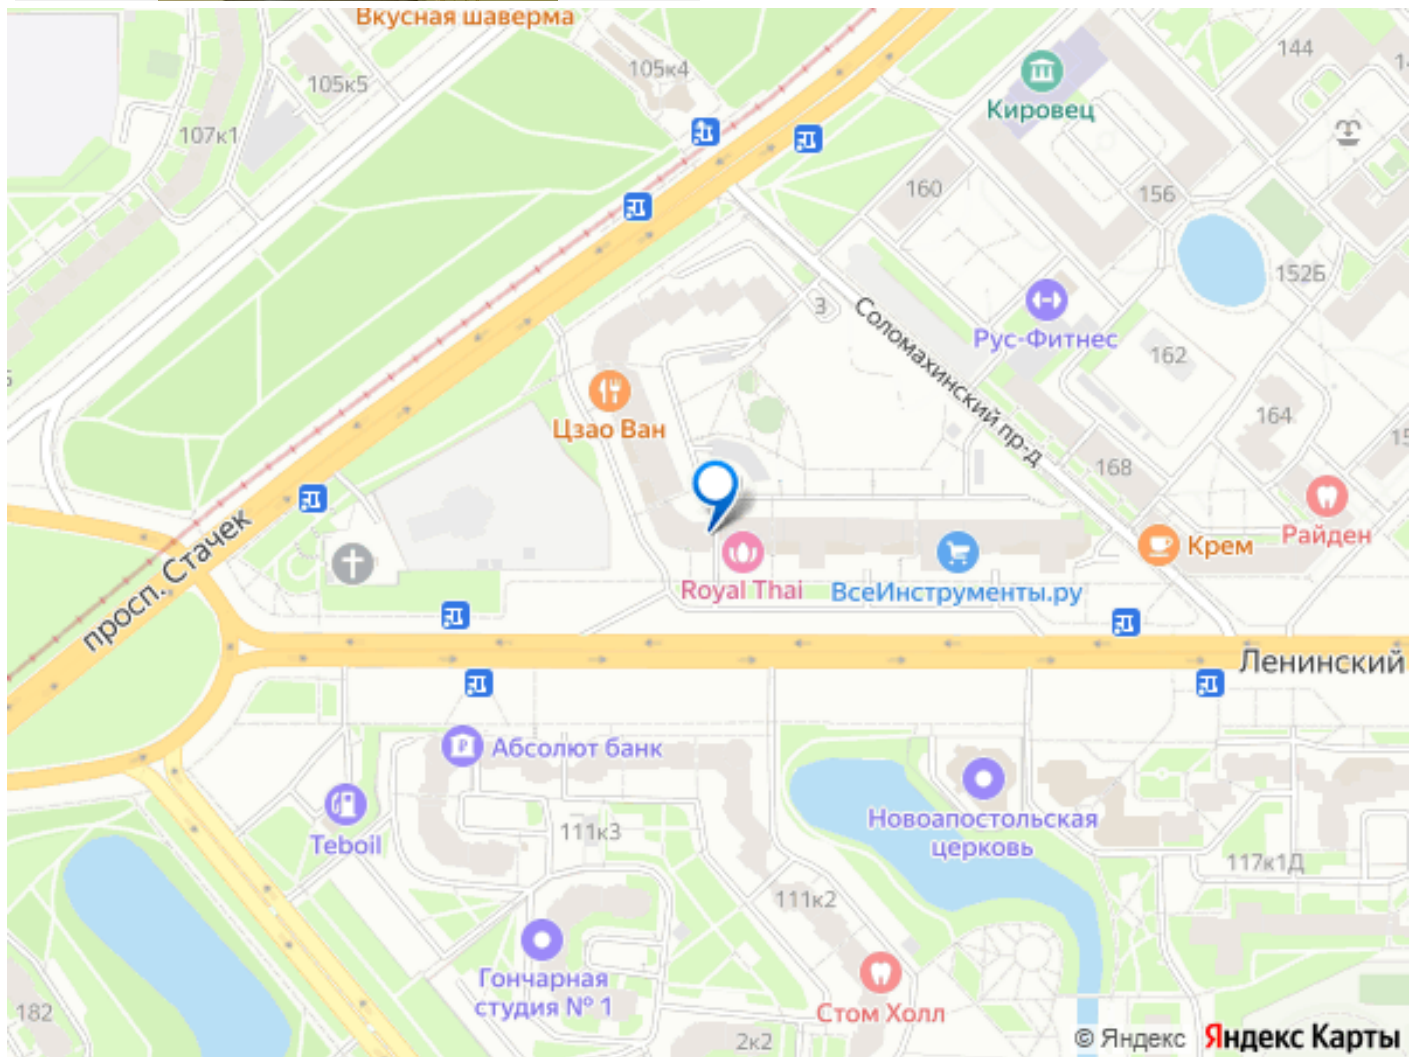 Вкусная шаверма
105к4
144
105к5
Кировец
107к1
160
156
152Б
3
Соломахинский пр-д
Рус-Фитнес
162
Цзао Ван
164
168
Райден
просп. Стачек
Крем
Royal Thai
ВсеИнструменты.ру
Ленинский
Абсолют банк
Teboil
111к3
Новоапостольская
церковь
117к1Д
111к2
Гончарная
студия № 1
182
Стом Холл
2к2
© Яндекс
Яндекс Карты